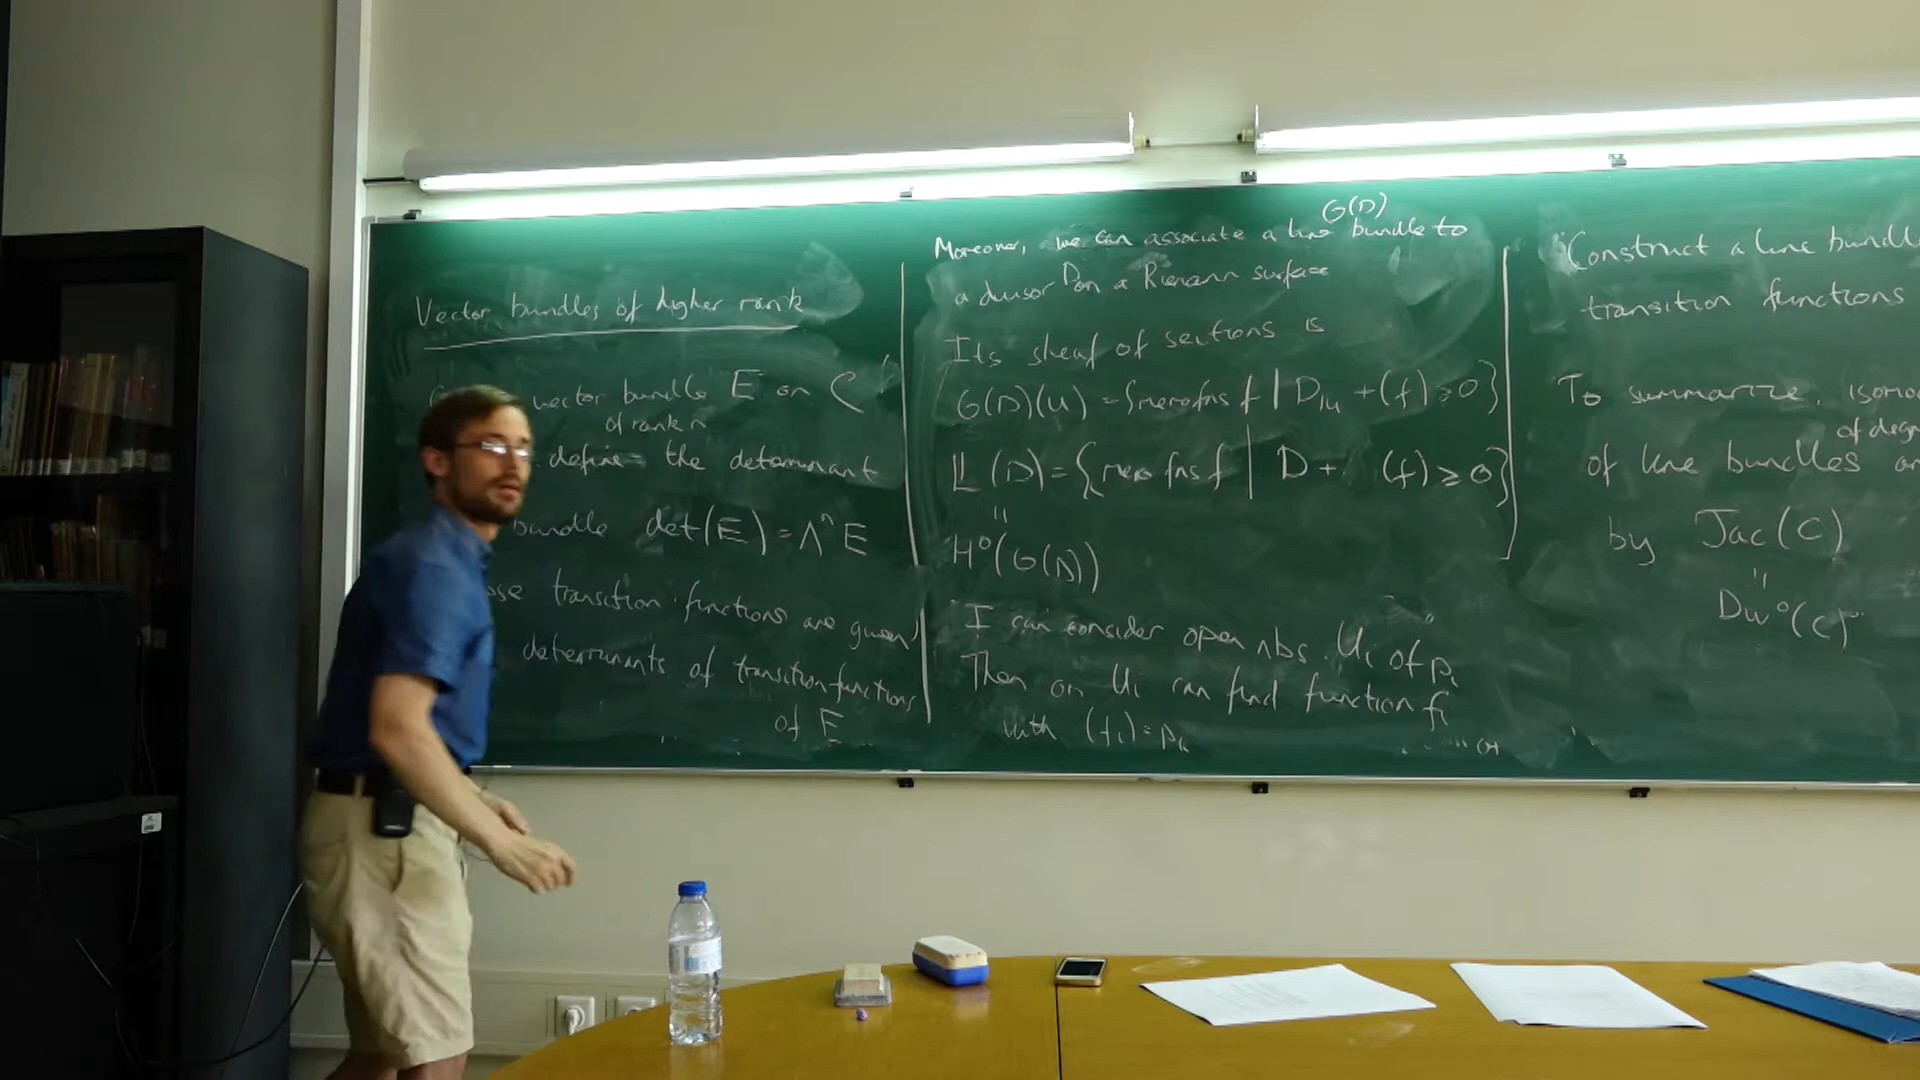 Vector bundles of higher rank
vector bundle E on C,
of rank n
define the determinant
bundle det(E) = Λⁿ E
transition functions are given
determinants of transition functions
of E
O(D)
Moreover, we can associate a line bundle to
a divisor D on a Riemann surface
Its sheaf of sections is
O(D)(U) = {mero fns f | D|U + (f) ≥ 0}
L(D) = {mero fns f | D + (f) ≥ 0}
"
H⁰(O(D))
I can consider open nbs. Ui of pi
Then on Ui can find function fi
with (fi) = pi
Construct a line bundle
transition functions
To summarize,
of line bundles
by Jac(C)
"
Div⁰(C)